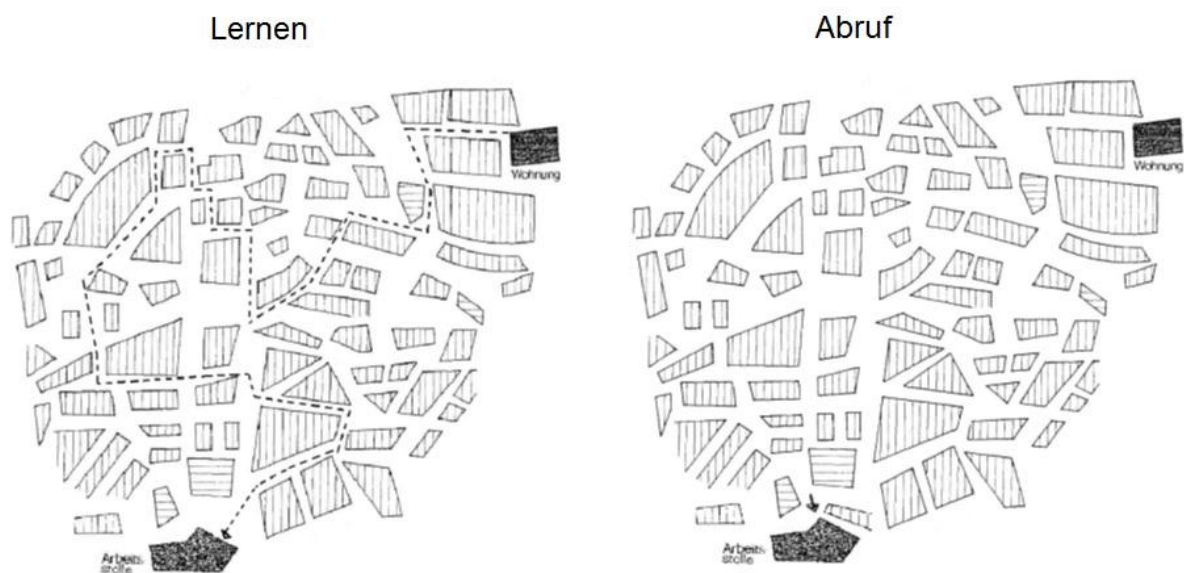 Lernen
Abruf
Wohnung
Wohnung
Arbeits
stelle
Arbeits
stelle